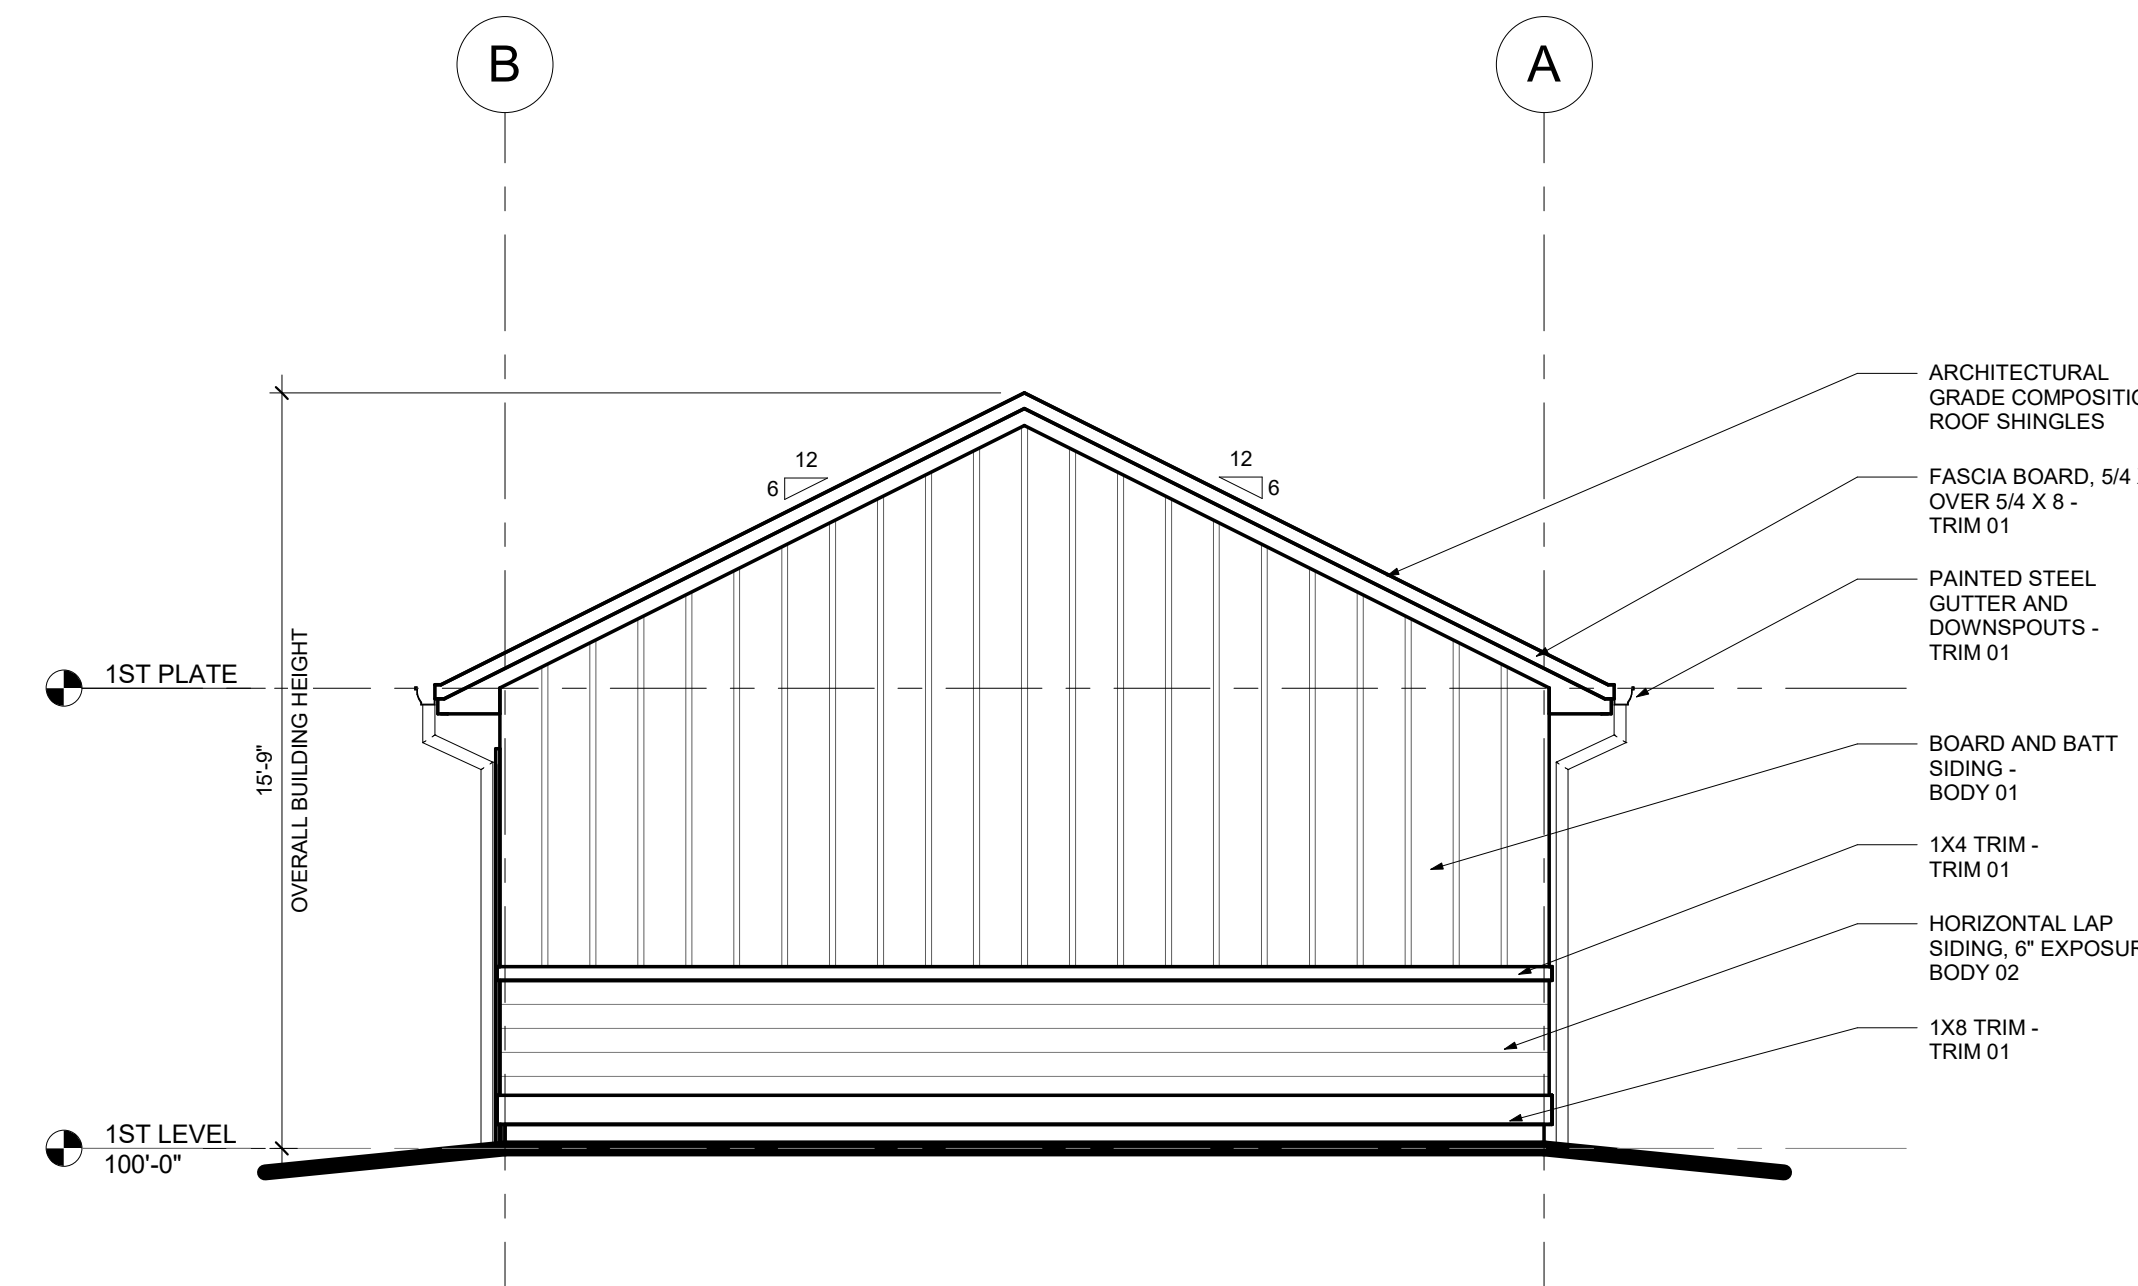 B
A
ARCHITECTURAL
GRADE COMPOSITIO
ROOF SHINGLES
12
6
12
6
FASCIA BOARD, 5/4
OVER 5/4 X 8 -
TRIM 01
PAINTED STEEL
GUTTER AND
DOWNSPOUTS -
TRIM 01
1ST PLATE
15'-9"
OVERALL BUILDING HEIGHT
BOARD AND BATT
SIDING -
BODY 01
1X4 TRIM -
TRIM 01
HORIZONTAL LAP
SIDING, 6" EXPOSUR
BODY 02
1X8 TRIM -
TRIM 01
1ST LEVEL
100'-0"